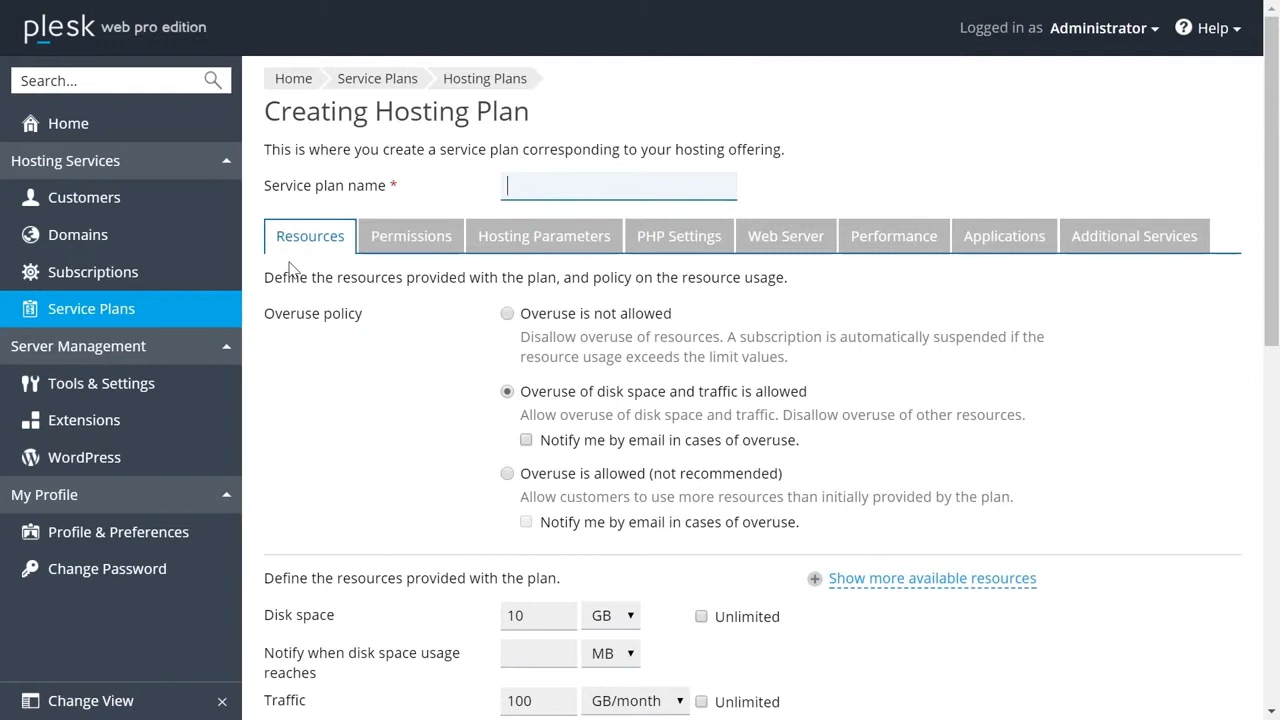 plesk web pro edition
Logged in as Administrator
Help
Search...
Home
Hosting Services
Customers
Domains
Subscriptions
Service Plans
Server Management
Tools & Settings
Extensions
WordPress
My Profile
Profile & Preferences
Change Password
Change View
Home Service Plans Hosting Plans
Creating Hosting Plan
This is where you create a service plan corresponding to your hosting offering.
Service plan name *
Resources Permissions Hosting Parameters PHP Settings Web Server Performance Applications Additional Services
Define the resources provided with the plan, and policy on the resource usage.
Overuse policy
Overuse is not allowed
Disallow overuse of resources. A subscription is automatically suspended if the
resource usage exceeds the limit values.
Overuse of disk space and traffic is allowed
Allow overuse of disk space and traffic. Disallow overuse of other resources.
Notify me by email in cases of overuse.
Overuse is allowed (not recommended)
Allow customers to use more resources than initially provided by the plan.
Notify me by email in cases of overuse.
Define the resources provided with the plan.
Show more available resources
Disk space 10 GB Unlimited
Notify when disk space usage
reaches
MB
Traffic 100 GB/month Unlimited